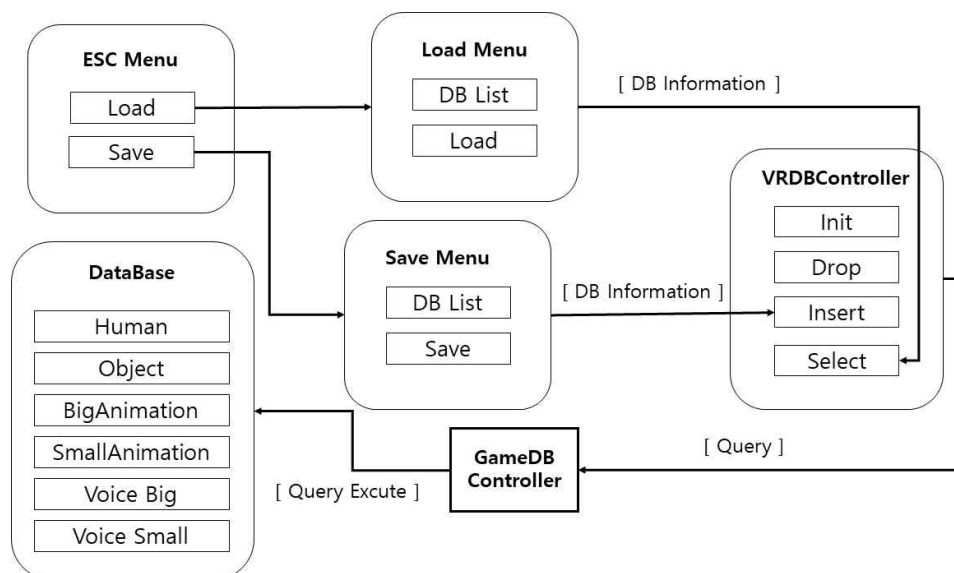 ESC Menu
Load
Save
Load Menu
DB List
Load
[ DB Information ]
VRDBController
Init
Drop
Insert
Select
Save Menu
DB List
Save
[ DB Information ]
DataBase
Human
Object
BigAnimation
SmallAnimation
Voice Big
Voice Small
GameDB
Controller
[ Query ]
[ Query Excute ]